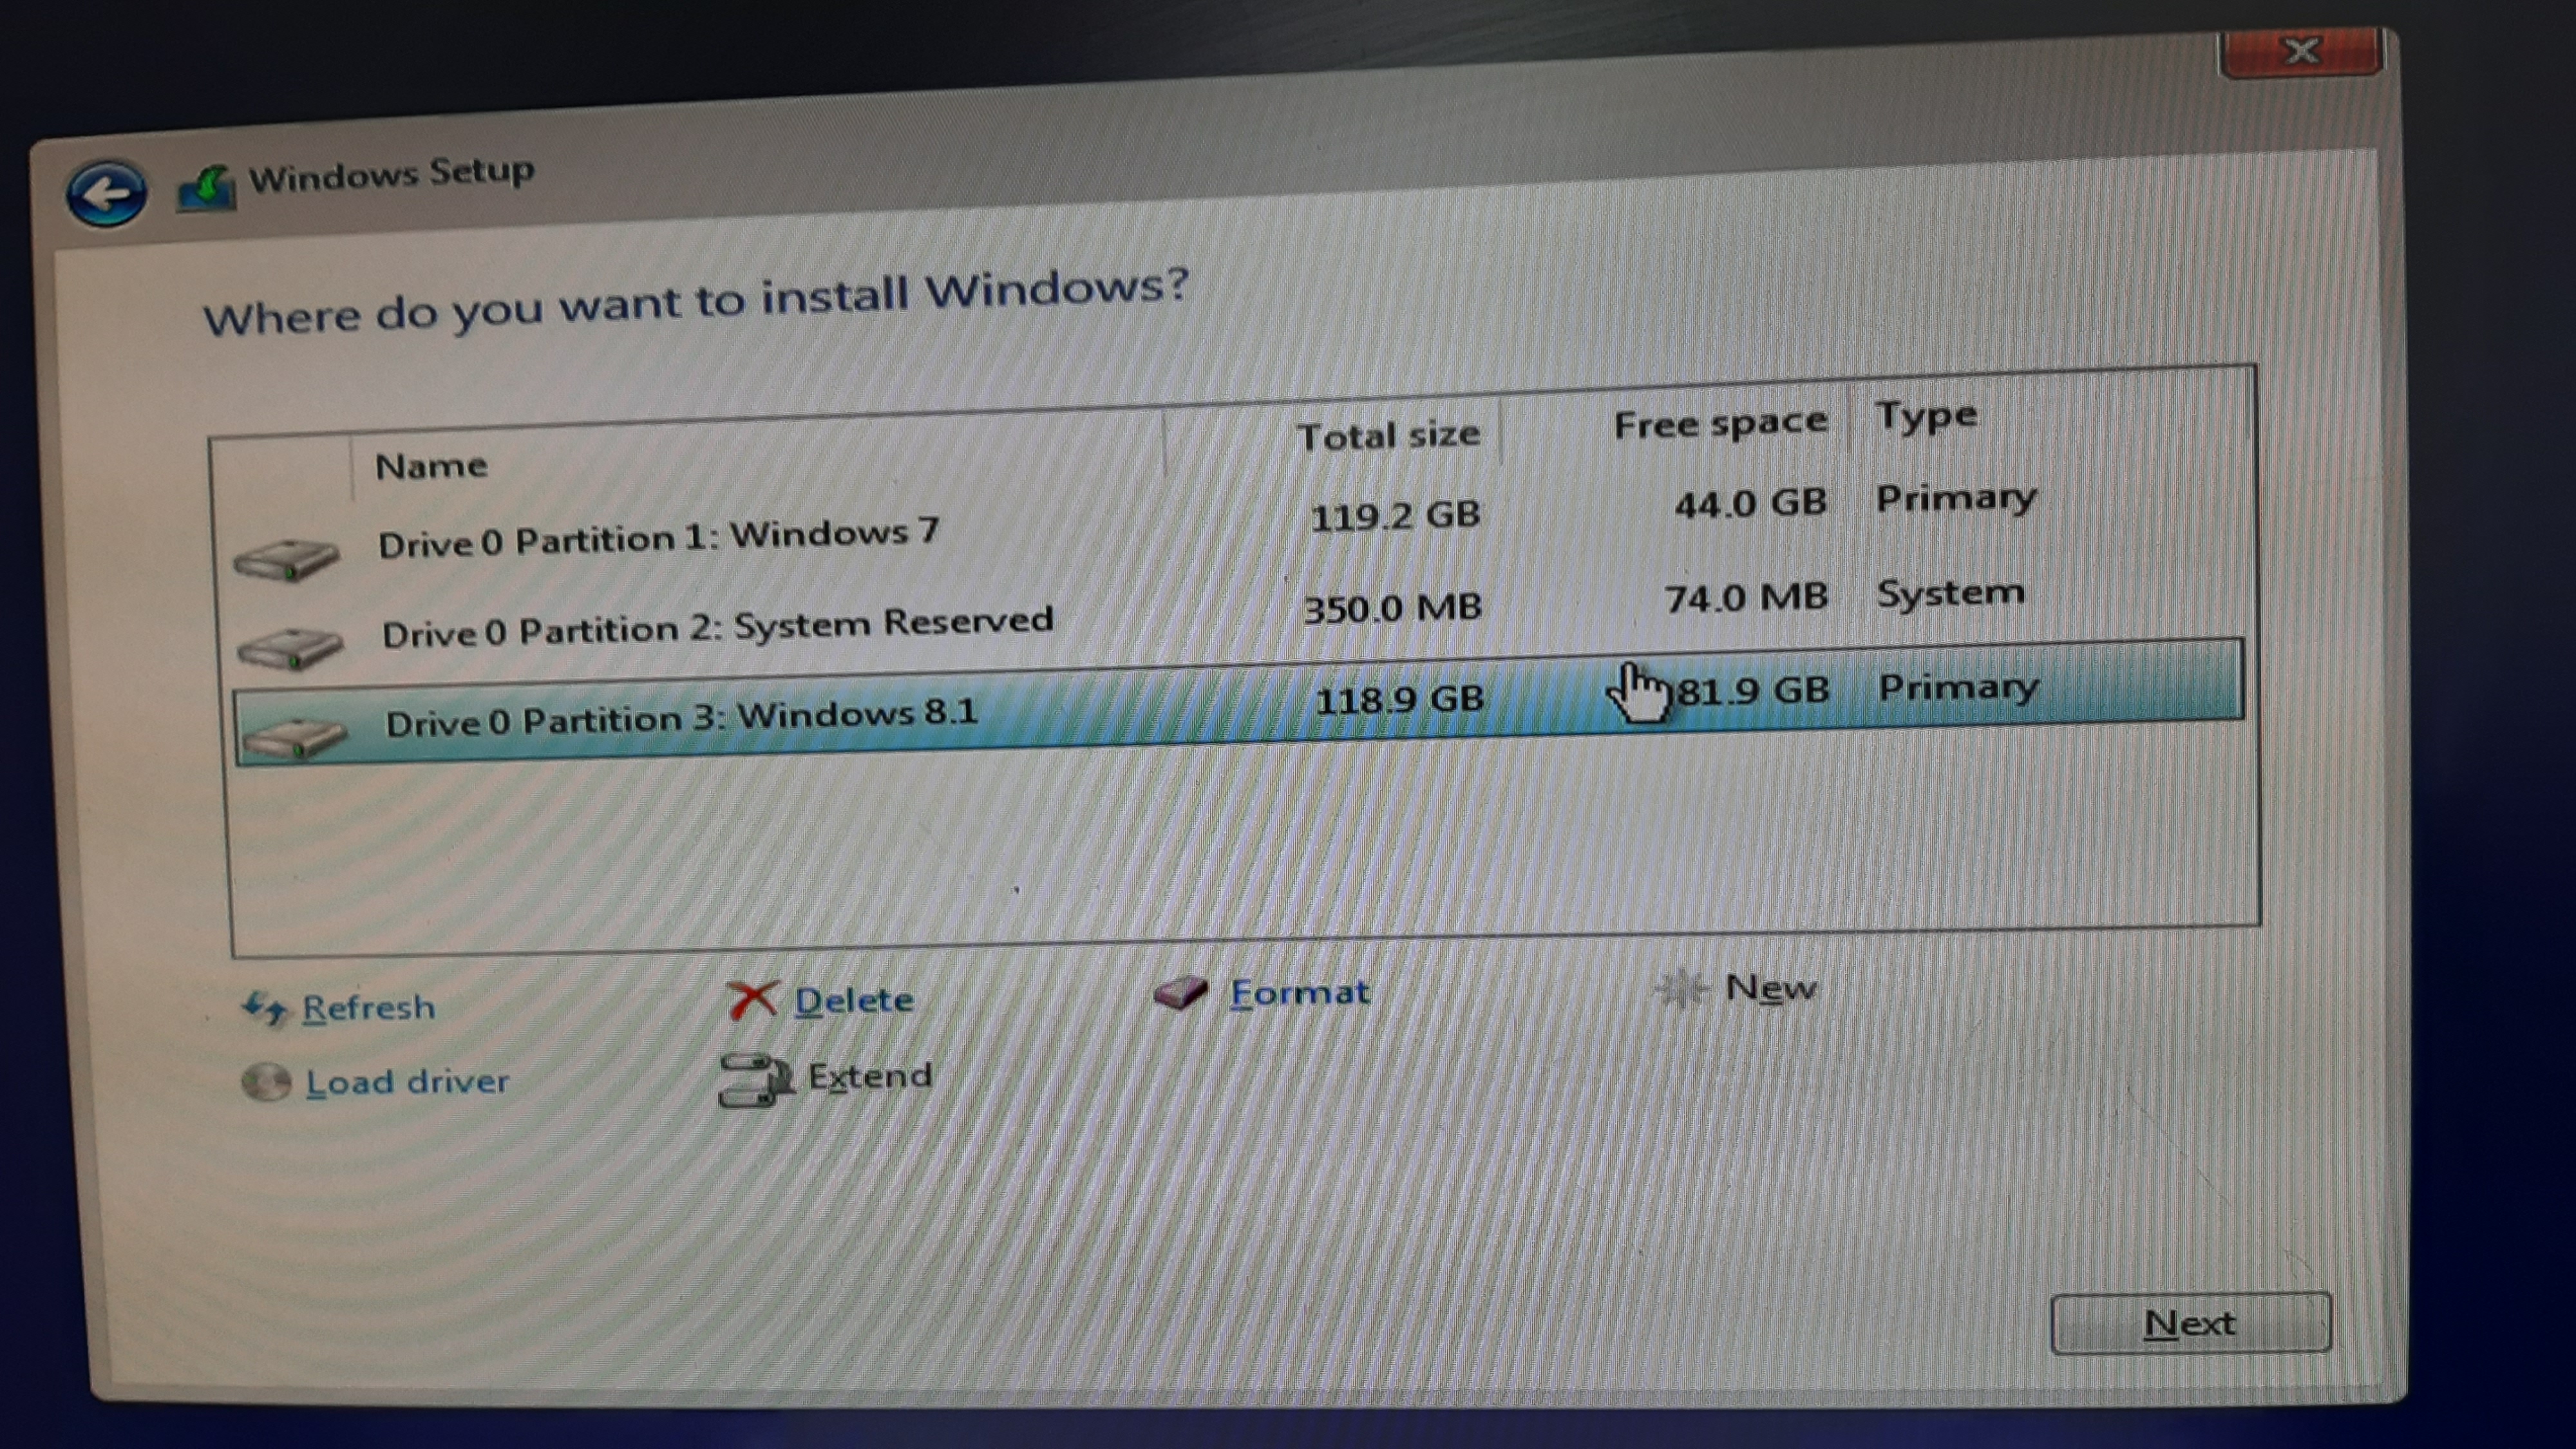 Windows Setup
Where do you want to install Windows?
Name Total size Free space Type
Drive 0 Partition 1: Windows 7 119.2 GB 44.0 GB Primary
Drive 0 Partition 2: System Reserved 350.0 MB 74.0 MB System
Drive 0 Partition 3: Windows 8.1 118.9 GB 81.9 GB Primary
Refresh Delete Format New
Load driver Extend
Next